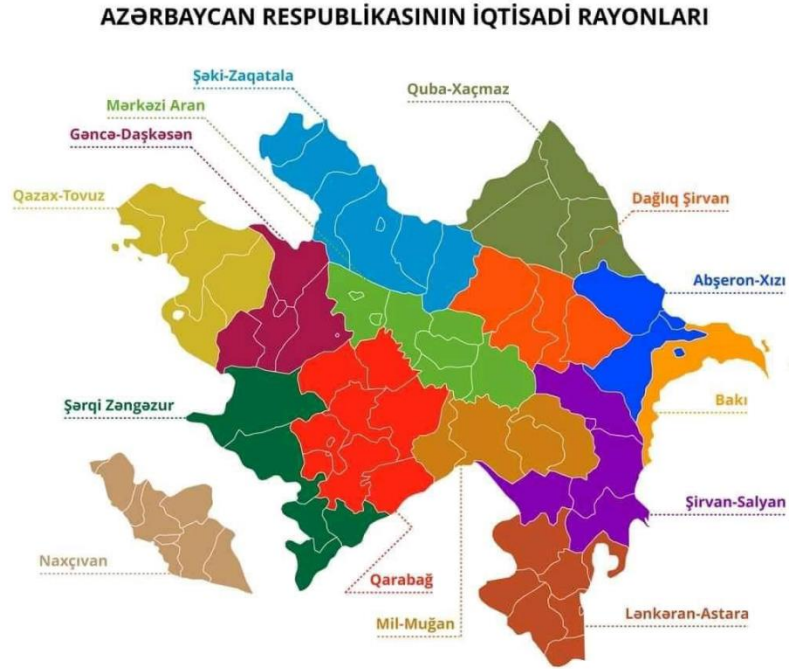 AZƏRBAYCAN RESPUBLİKASININ İQTİSADİ RAYONLARI
Şəki-Zaqatala
Quba-Xaçmaz
Mərkəzi Aran
Gəncə-Daşkəsən
Qazax-Tovuz
Dağlıq Şirvan
Abşeron-Xızı
Bakı
Şərqi Zəngəzur
Şirvan-Salyan
Naxçıvan
Qarabağ
Lənkəran-Astara
Mil-Muğan